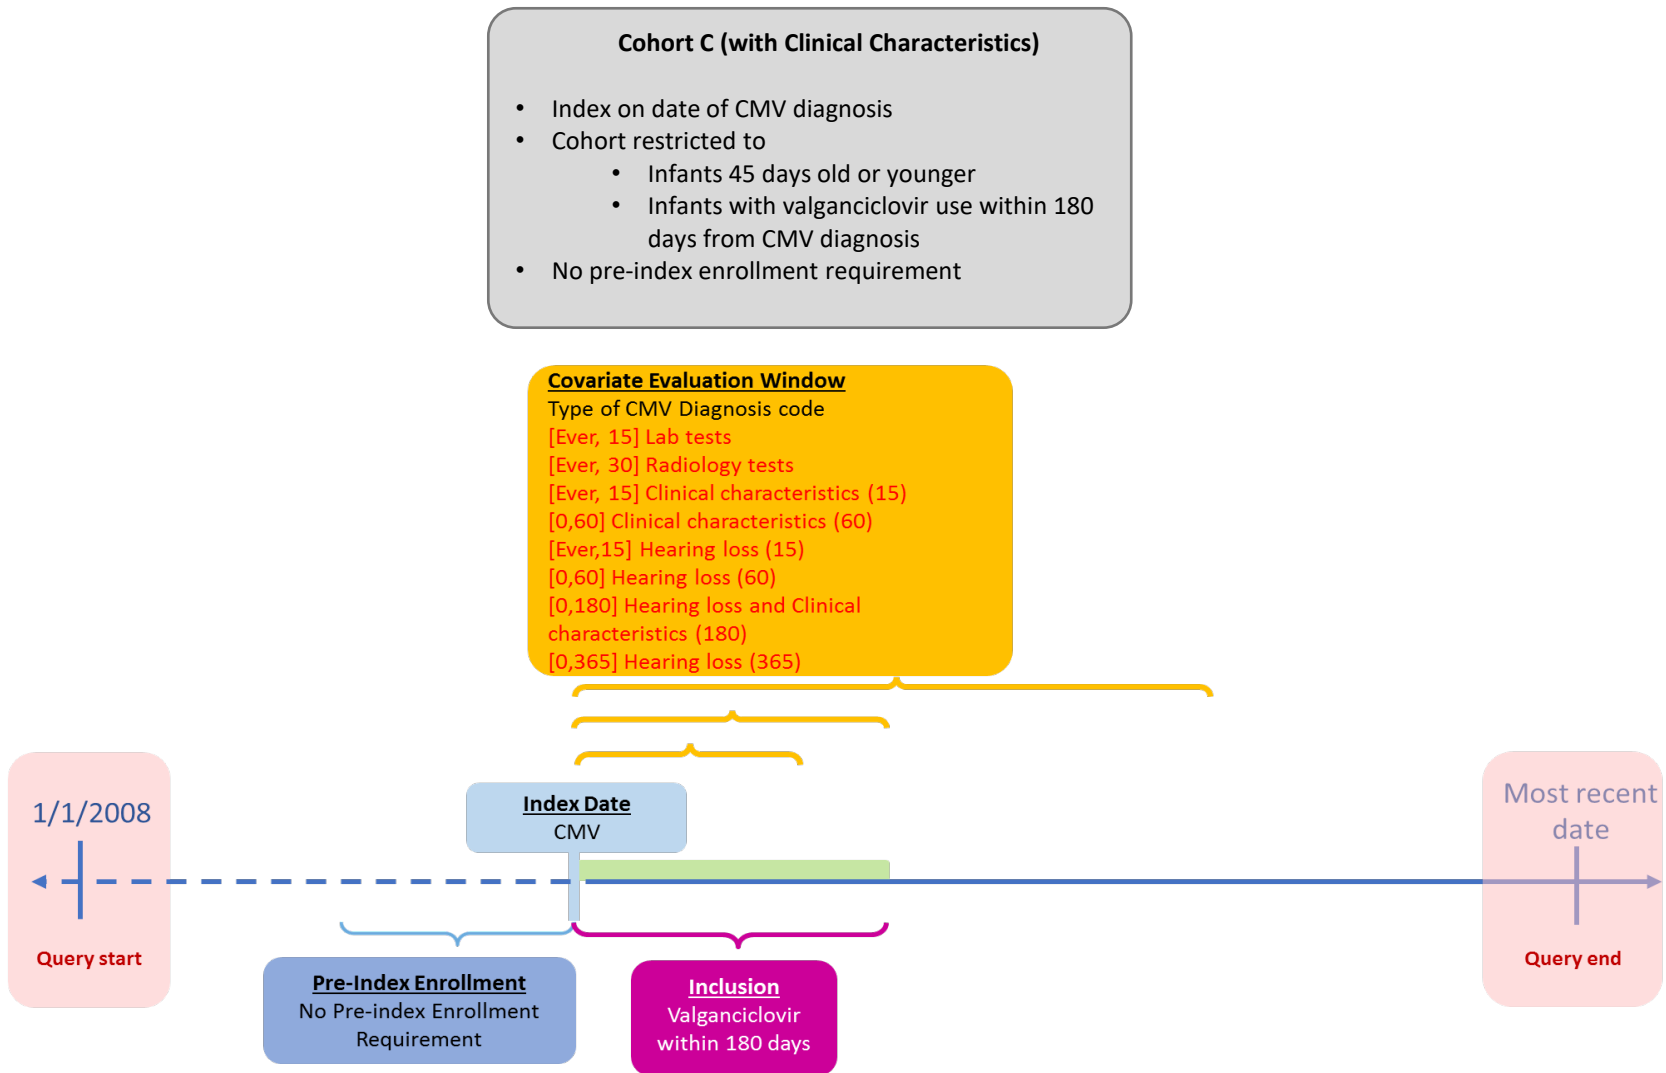 Cohort C (with Clinical Characteristics)
• Index on date of CMV diagnosis
• Cohort restricted to
• Infants 45 days old or younger
• Infants with valganciclovir use within 180
days from CMV diagnosis
• No pre-index enrollment requirement
Covariate Evaluation Window
Type of CMV Diagnosis code
[Ever, 15] Lab tests
[Ever, 30] Radiology tests
[Ever, 15] Clinical characteristics (15)
[0,60] Clinical characteristics (60)
[Ever,15] Hearing loss (15)
[0,60] Hearing loss (60)
[0,180] Hearing loss and Clinical
characteristics (180)
[0,365] Hearing loss (365)
1/1/2008
Query start
Index Date
CMV
Most recent
date
Query end
Pre-Index Enrollment
No Pre-index Enrollment
Requirement
Inclusion
Valganciclovir
within 180 days